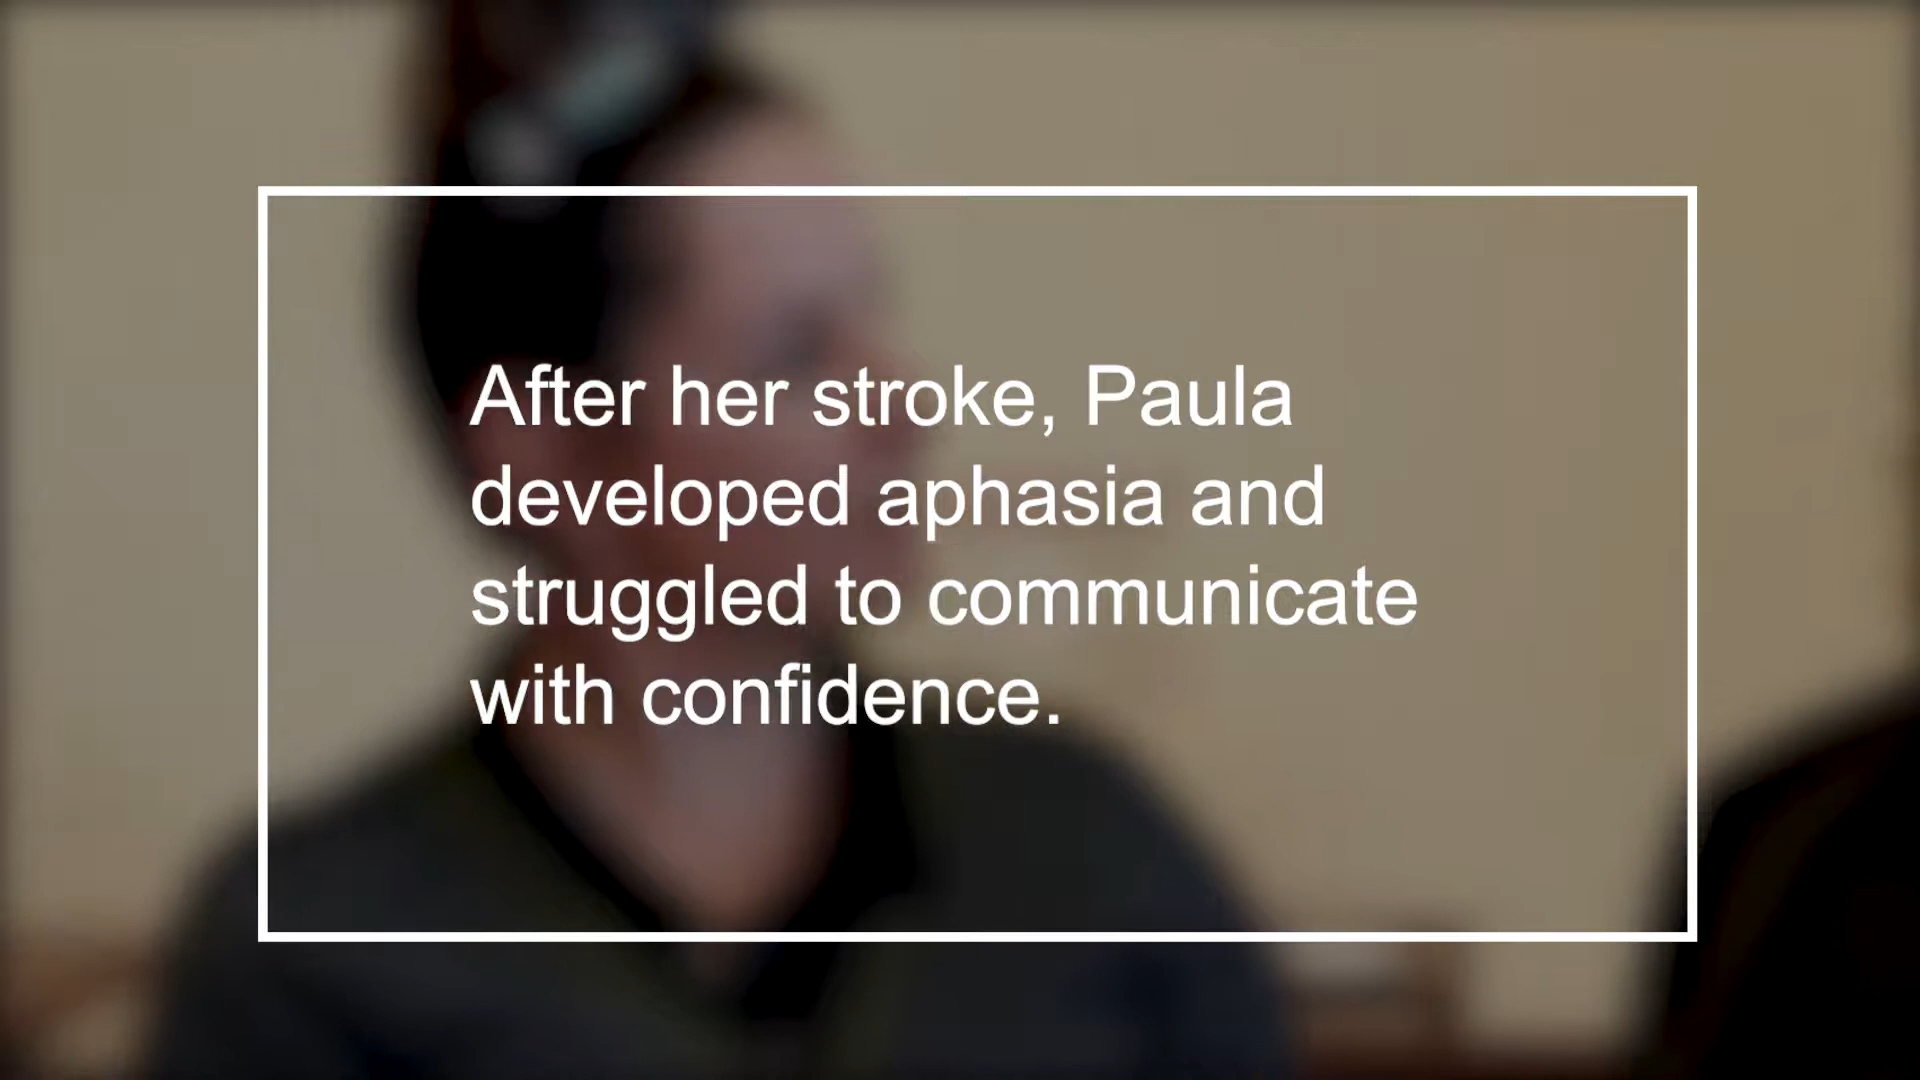 After her stroke, Paula
developed aphasia and
struggled to communicate
with confidence.